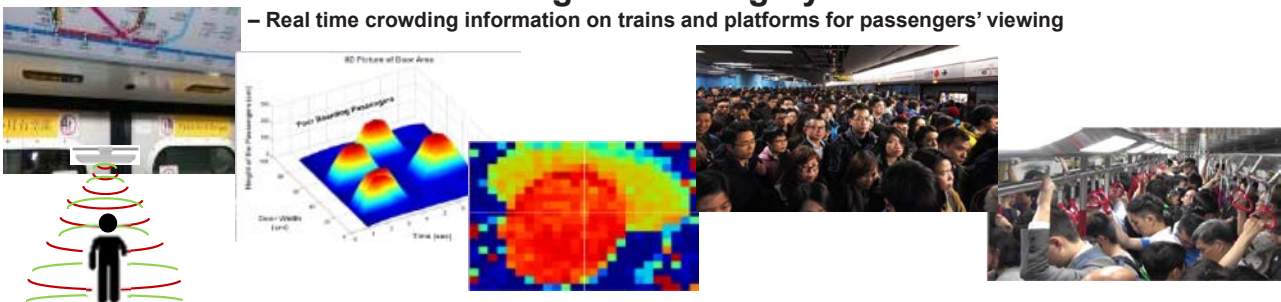 – Real time crowding information on trains and platforms for passengers’ viewing
3D Picture of Door Area
Four Boarding Passengers
Height of the Passengers (cm)
Door Width
(cm)
Time (sec)